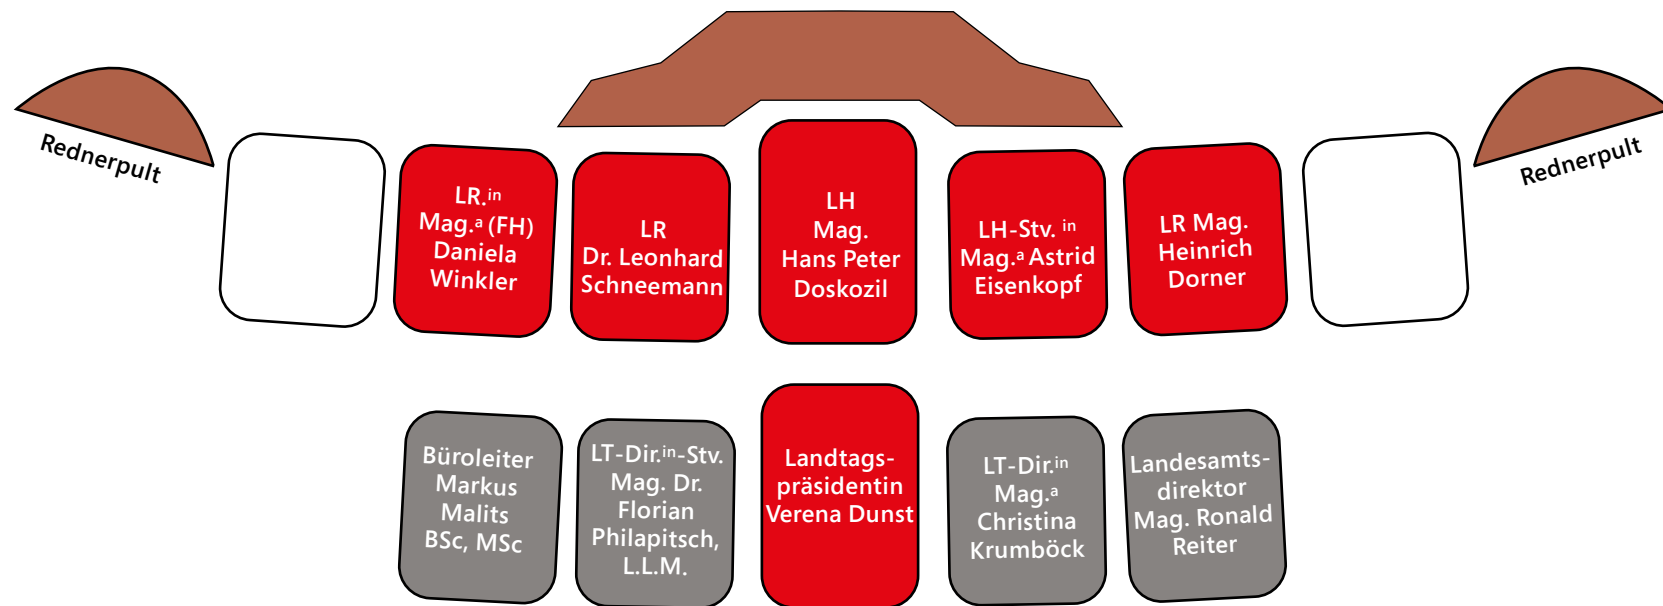 Rednerpult
LR.ⁱⁿ
Mag.ᵃ (FH)
Daniela
Winkler
LR
Dr. Leonhard
Schneemann
LH
Mag.
Hans Peter
Doskozil
LH-Stv. ⁱⁿ
Mag.ᵃ Astrid
Eisenkopf
LR Mag.
Heinrich
Dorner
Rednerpult
Büroleiter
Markus
Malits
BSc, MSc
LT-Dir.ⁱⁿ-Stv.
Mag. Dr.
Florian
Philapitsch,
L.L.M.
Landtags-
präsidentin
Verena Dunst
LT-Dir.ⁱⁿ
Mag.ᵃ
Christina
Krumböck
Landesamts-
direktor
Mag. Ronald
Reiter